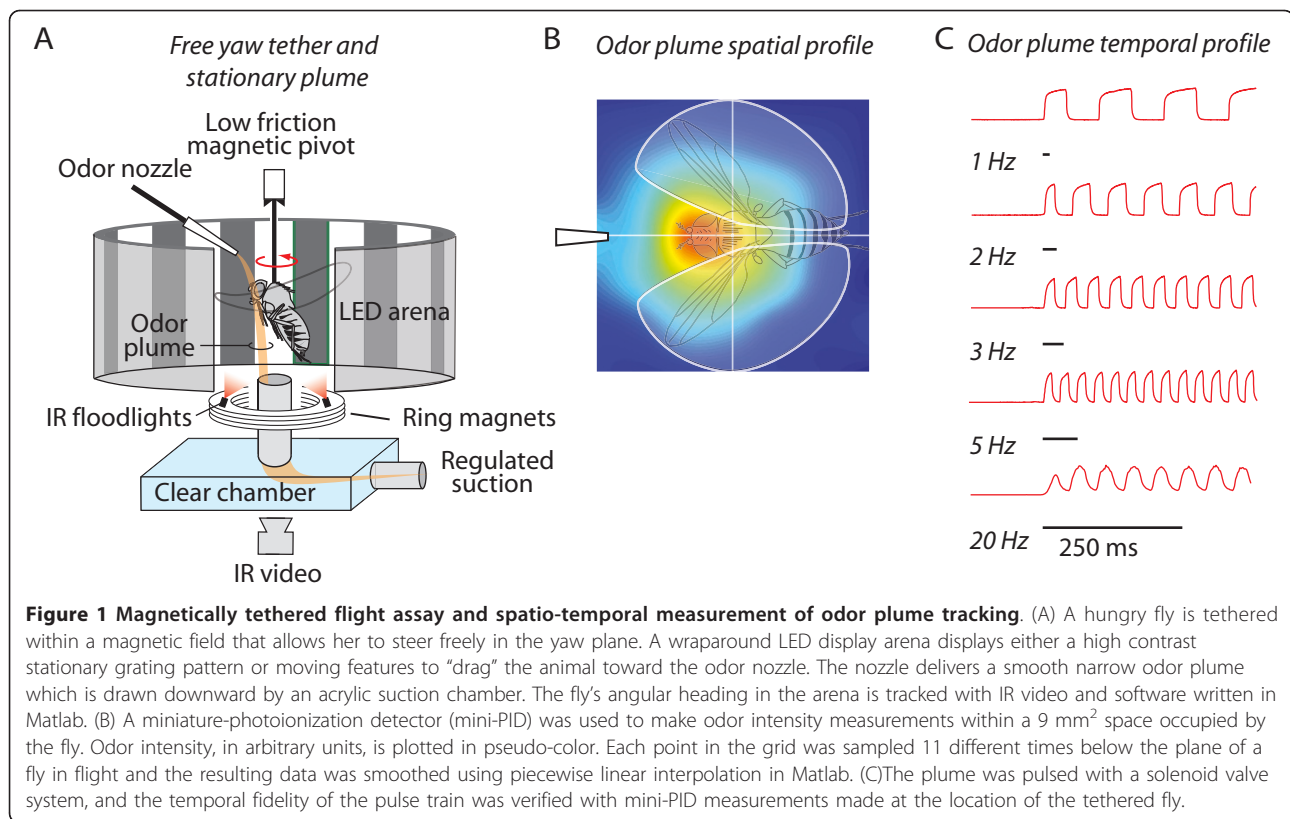 A
Free yaw tether and
stationary plume
Low friction
magnetic pivot
Odor nozzle
LED arena
Odor
plume
IR floodlights
Ring magnets
Regulated
suction
Clear chamber
IR video
B
Odor plume spatial profile
C
Odor plume temporal profile
1 Hz
2 Hz
3 Hz
5 Hz
20 Hz
250 ms
Figure 1 Magnetically tethered flight assay and spatio-temporal measurement of odor plume tracking. (A) A hungry fly is tethered
within a magnetic field that allows her to steer freely in the yaw plane. A wraparound LED display arena displays either a high contrast
stationary grating pattern or moving features to “drag” the animal toward the odor nozzle. The nozzle delivers a smooth narrow odor plume
which is drawn downward by an acrylic suction chamber. The fly’s angular heading in the arena is tracked with IR video and software written in
Matlab. (B) A miniature-photoionization detector (mini-PID) was used to make odor intensity measurements within a 9 mm² space occupied by
the fly. Odor intensity, in arbitrary units, is plotted in pseudo-color. Each point in the grid was sampled 11 different times below the plane of a
fly in flight and the resulting data was smoothed using piecewise linear interpolation in Matlab. (C)The plume was pulsed with a solenoid valve
system, and the temporal fidelity of the pulse train was verified with mini-PID measurements made at the location of the tethered fly.